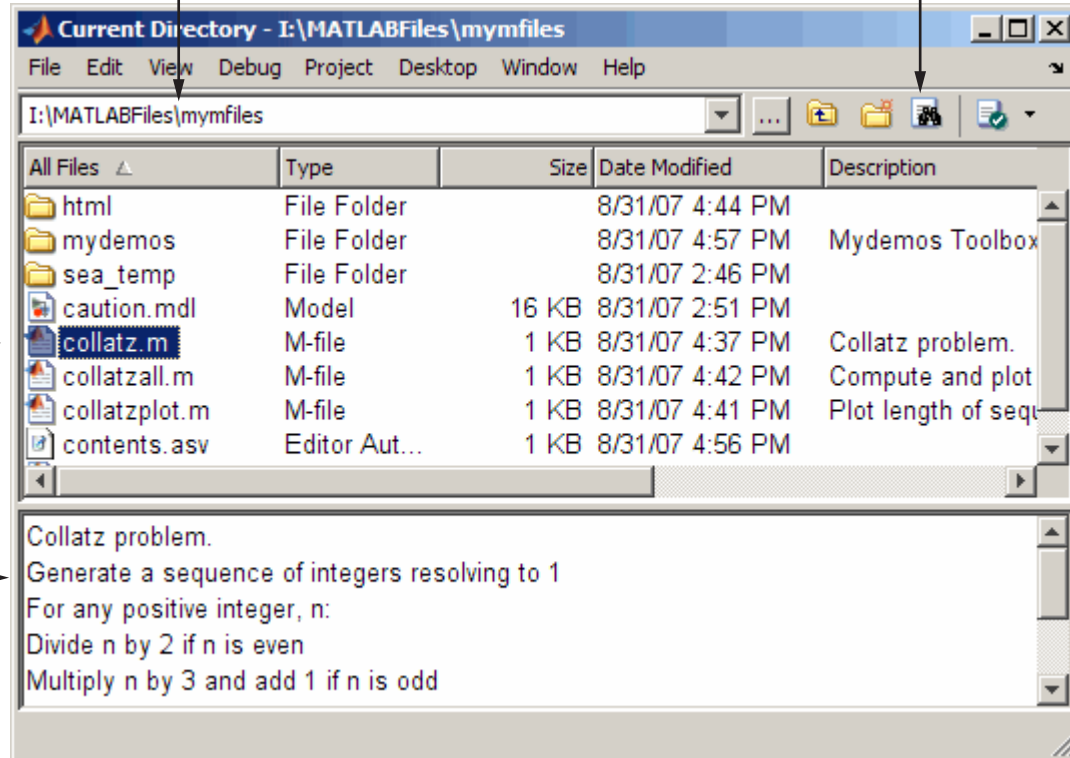 Current Directory - I:\MATLABFiles\mymfiles
File Edit View Debug Project Desktop Window Help
I:\MATLABFiles\mymfiles ...
All Files Type Size Date Modified Description
html File Folder 8/31/07 4:44 PM
mydemos File Folder 8/31/07 4:57 PM Mydemos Toolbox
sea_temp File Folder 8/31/07 2:46 PM
caution.mdl Model 16 KB 8/31/07 2:51 PM
collatz.m M-file 1 KB 8/31/07 4:37 PM Collatz problem.
collatzall.m M-file 1 KB 8/31/07 4:42 PM Compute and plot
collatzplot.m M-file 1 KB 8/31/07 4:41 PM Plot length of sequ
contents.asv Editor Aut... 1 KB 8/31/07 4:56 PM
Collatz problem.
Generate a sequence of integers resolving to 1
For any positive integer, n:
Divide n by 2 if n is even
Multiply n by 3 and add 1 if n is odd